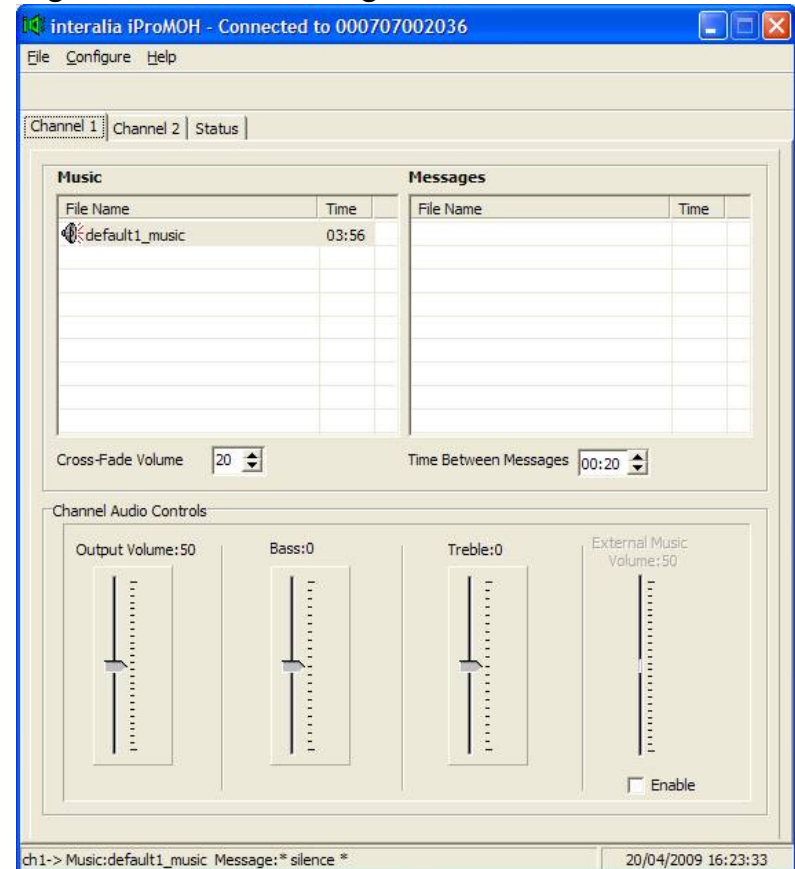 interalia iProMOH - Connected to 000707002036
File Configure Help
Channel 1 Channel 2 Status
Music Messages
File Name Time File Name Time
default1_music 03:56
Cross-Fade Volume 20 Time Between Messages 00:20
Channel Audio Controls
Output Volume:50 Bass:0 Treble:0 External Music
Volume:50
Enable
ch1-> Music:default1_music Message:* silence * 20/04/2009 16:23:33